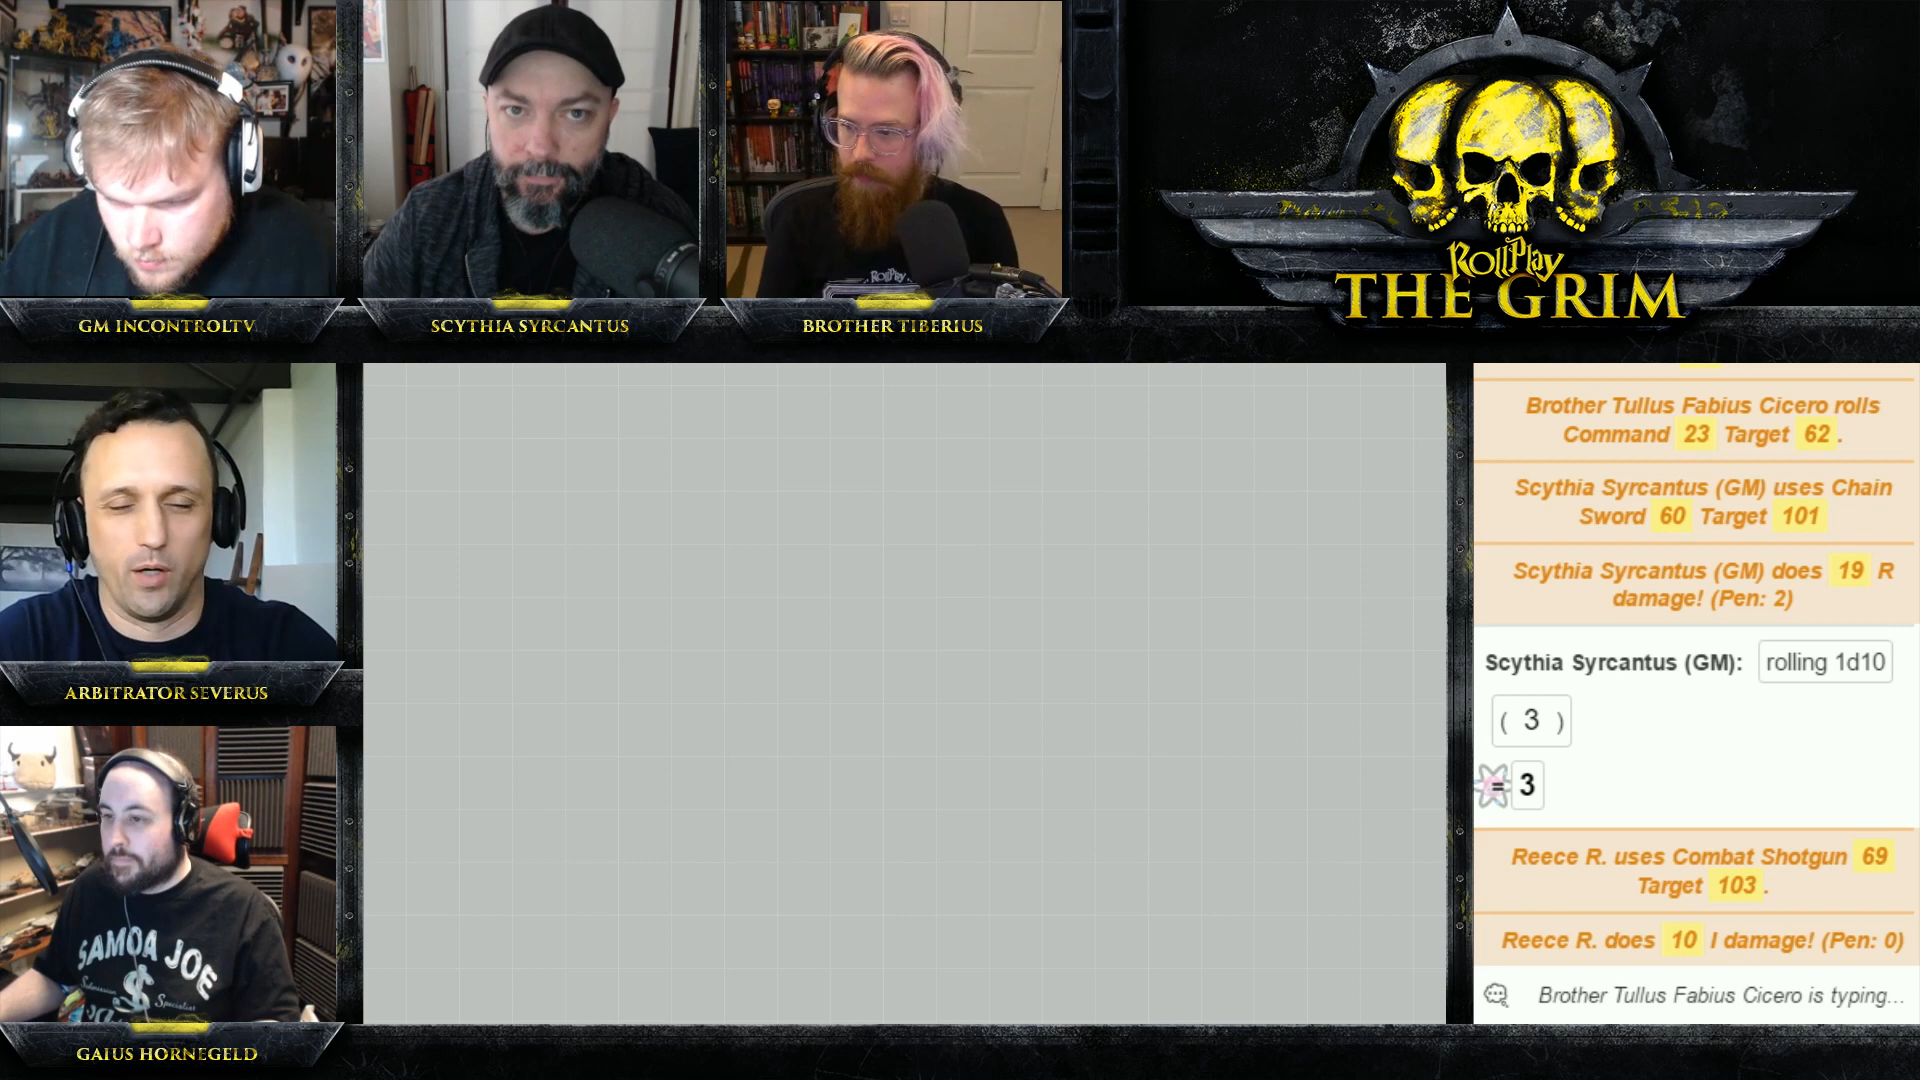 GM INCONTROLTV
SCYTHIA SYRCANTUS
BROTHER TIBERIUS
RollPlay
RollPlay
THE GRIM
ARBITRATOR SEVERUS
SAMOA JOE
Submission
Specialist
$
GAIUS HORNEGELD
Brother Tullus Fabius Cicero rolls
Command 23 Target 62 .
Scythia Syrcantus (GM) uses Chain
Sword 60 Target 101
Scythia Syrcantus (GM) does 19 R
damage! (Pen: 2)
Scythia Syrcantus (GM): rolling 1d10
( 3 )
= 3
Reece R. uses Combat Shotgun 69
Target 103 .
Reece R. does 10 I damage! (Pen: 0)
Brother Tullus Fabius Cicero is typing...